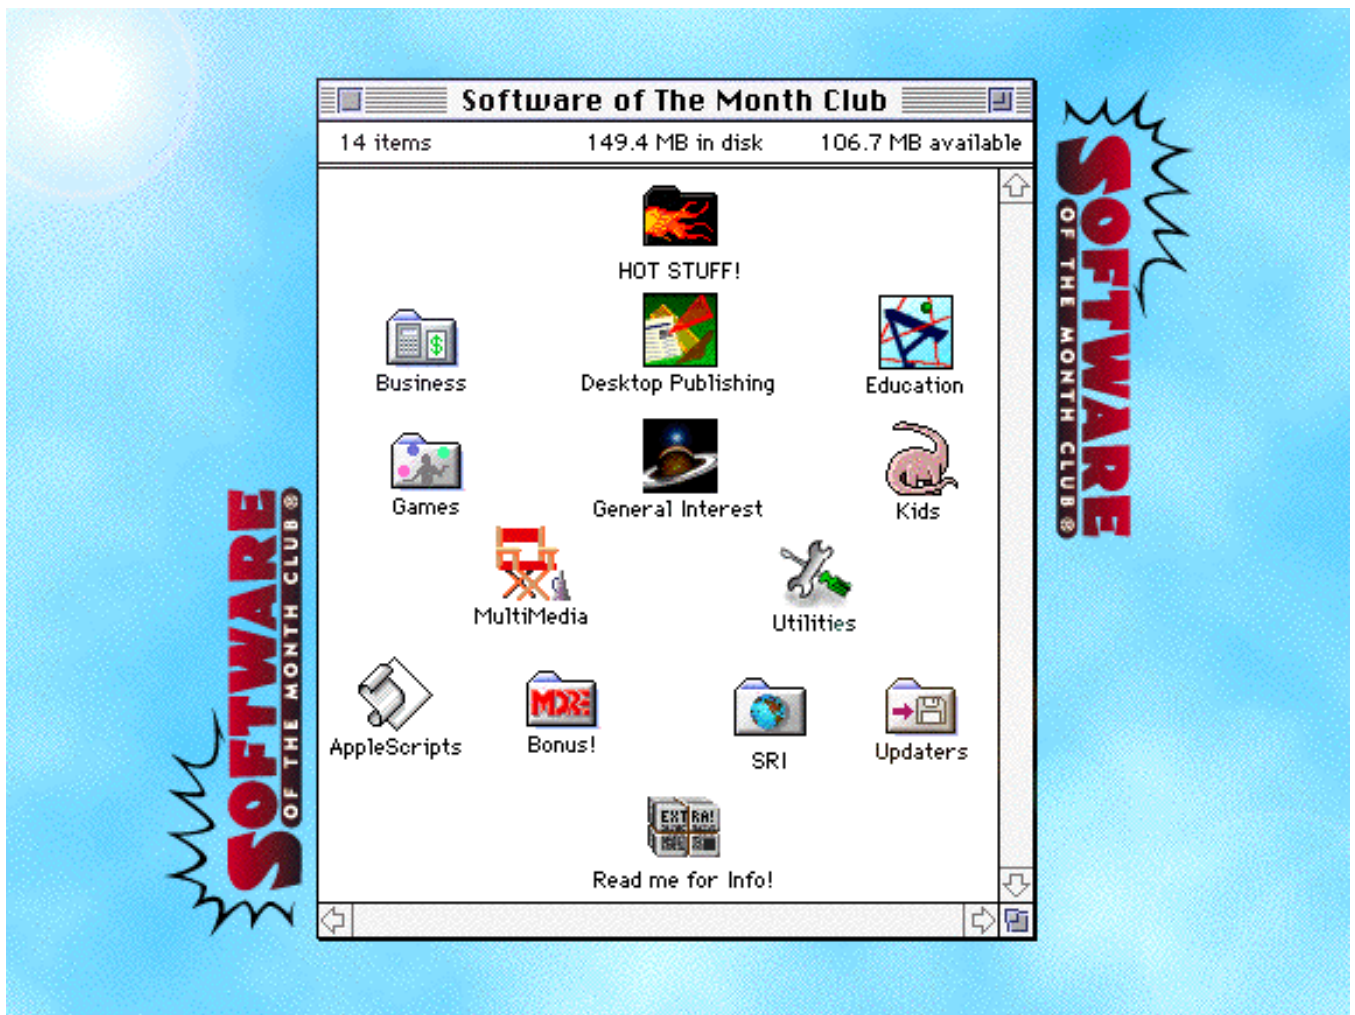 Software of The Month Club
14 items 149.4 MB in disk 106.7 MB available
HOT STUFF!
Business
Desktop Publishing
Education
Games
General Interest
Kids
MultiMedia
Utilities
AppleScripts
MORE
Bonus!
SRI
Updaters
EXTRA!
Read me for Info!
SOFTWARE
OF THE MONTH CLUB®
SOFTWARE
OF THE MONTH CLUB®